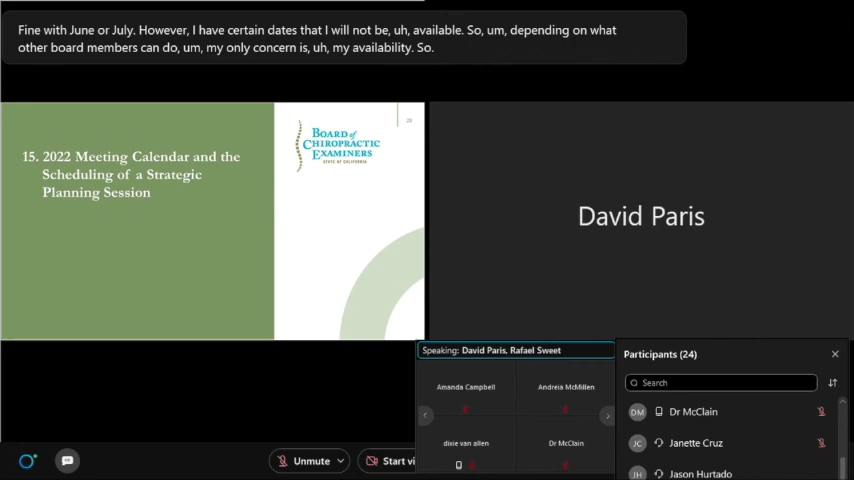 Fine with June or July. However, I have certain dates that I will not be, uh, available. So, um, depending on what
other board members can do, um, my only concern is, uh, my availability. So.
28
15. 2022 Meeting Calendar and the
Scheduling of a Strategic
Planning Session
BOARD of
CHIROPRACTIC
EXAMINERS
STATE OF CALIFORNIA
David Paris
Speaking: David Paris, Rafael Sweet
Amanda Campbell
Andreia McMillen
dixie van allen
Dr McClain
Participants (24)
Search
DM Dr McClain
JC Janette Cruz
JH Jason Hurtado
Unmute
Start vi